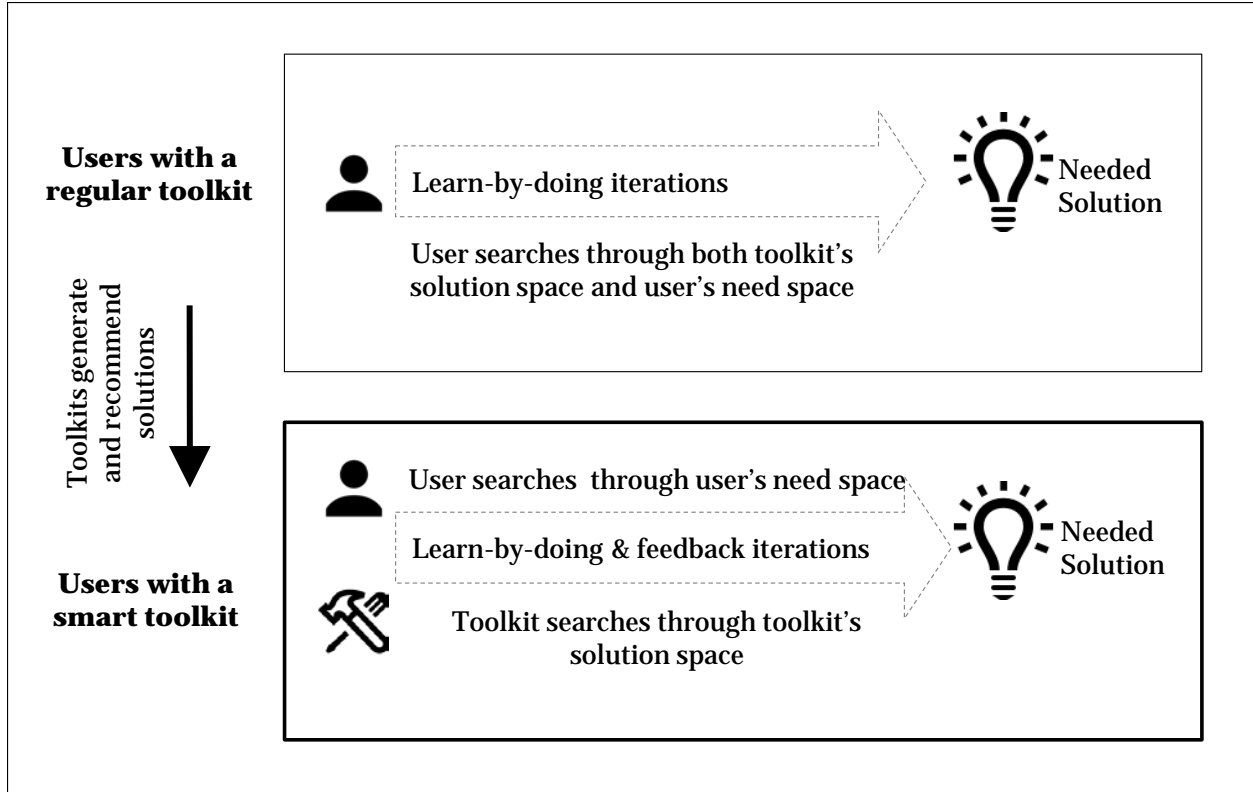 Users with a
regular toolkit
Learn-by-doing iterations
User searches through both toolkit’s
solution space and user’s need space
Needed
Solution
Toolkits generate
and recommend
solutions
Users with a
smart toolkit
User searches  through user’s need space
Learn-by-doing & feedback iterations
Toolkit searches through toolkit’s
solution space
Needed
Solution